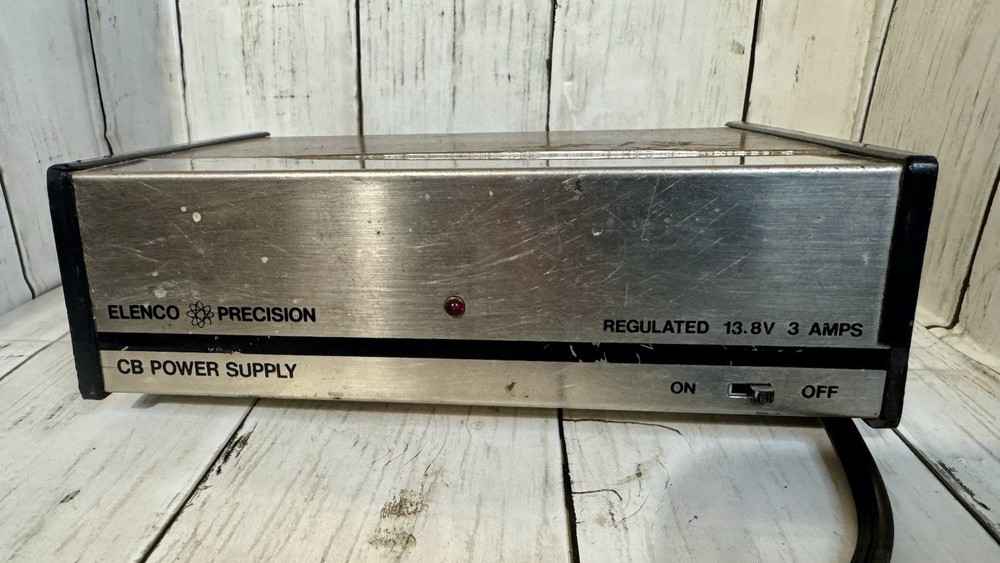 ELENCO PRECISION
REGULATED 13.8V 3 AMPS
CB POWER SUPPLY
ON OFF